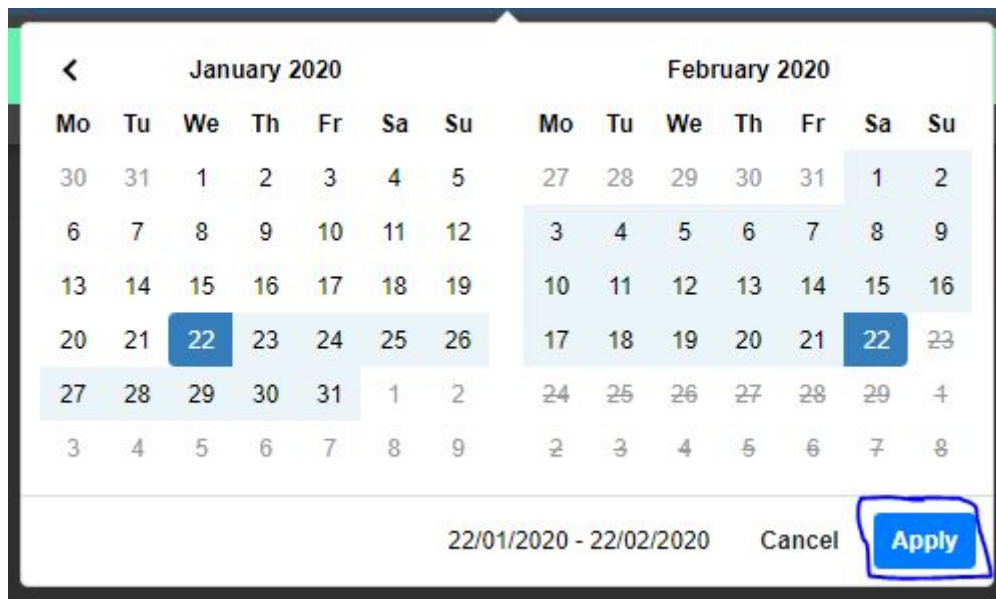 January 2020 February 2020
Mo Tu We Th Fr Sa Su Mo Tu We Th Fr Sa Su
30 31 1 2 3 4 5 27 28 29 30 31 1 2
6 7 8 9 10 11 12 3 4 5 6 7 8 9
13 14 15 16 17 18 19 10 11 12 13 14 15 16
20 21 22 23 24 25 26 17 18 19 20 21 22 23
27 28 29 30 31 1 2 24 25 26 27 28 29 1
3 4 5 6 7 8 9 2 3 4 5 6 7 8
22/01/2020 - 22/02/2020 Cancel Apply